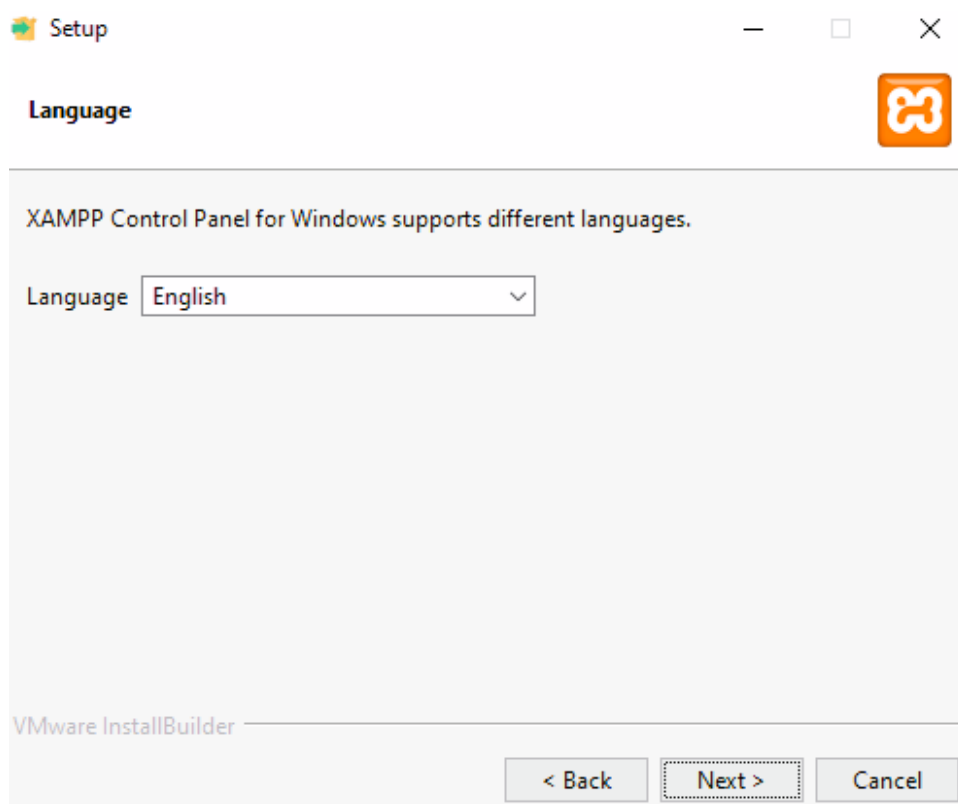 Setup
Language
XAMPP Control Panel for Windows supports different languages.
Language English
VMware InstallBuilder
< Back Next > Cancel